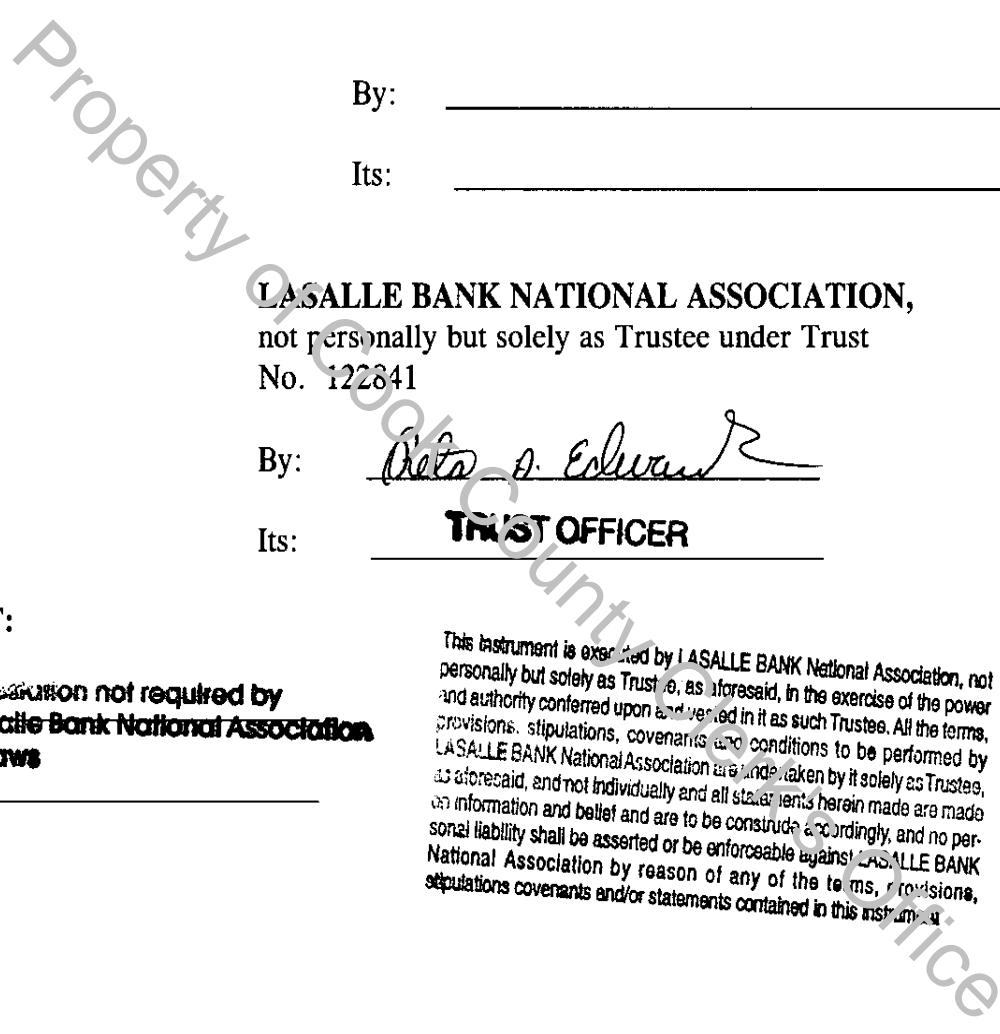 By:
Its:
LASALLE BANK NATIONAL ASSOCIATION,
not personally but solely as Trustee under Trust
No. 122841
By: A. Edwards
Its: TRUST OFFICER
T:
not required by
alle Bank National Association
aws
This instrument is executed by LASALLE BANK National Association, not
personally but solely as Trustee, as aforesaid, in the exercise of the power
and authority conferred upon and vested in it as such Trustee. All the terms,
provisions, stipulations, covenants and conditions to be performed by
LASALLE BANK National Association are undertaken by it solely as Trustee,
as aforesaid, and not individually and all statements herein made are made
on information and belief and are to be construde accordingly, and no per-
sonal liability shall be asserted or be enforceable against LASALLE BANK
National Association by reason of any of the terms, provisions,
stipulations covenants and/or statements contained in this instrument
Property of Cook County Clerk's Office